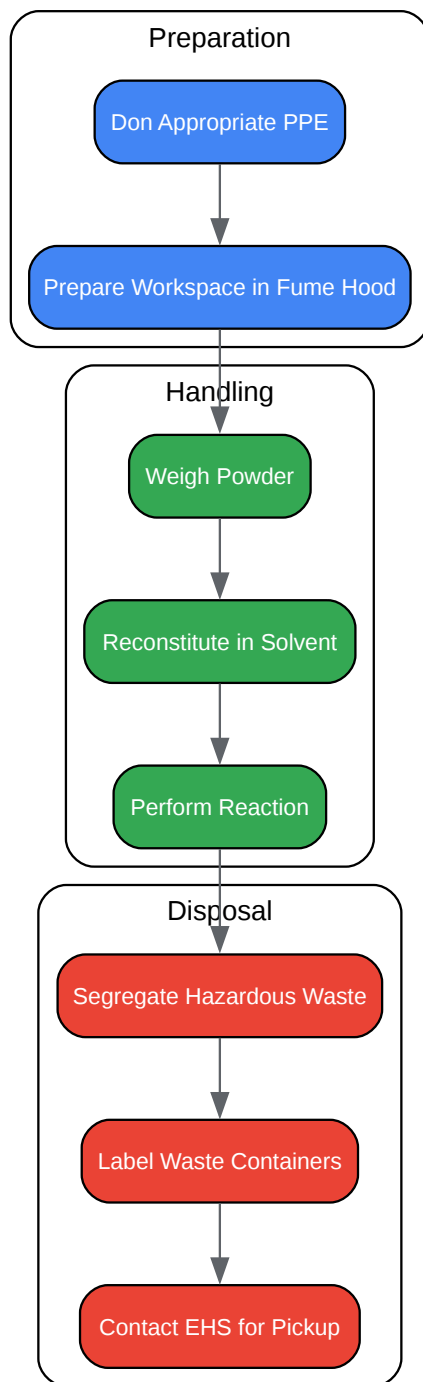 Preparation
Don Appropriate PPE
Prepare Workspace in Fume Hood
Handling
Weigh Powder
Reconstitute in Solvent
Perform Reaction
Disposal
Segregate Hazardous Waste
Label Waste Containers
Contact EHS for Pickup